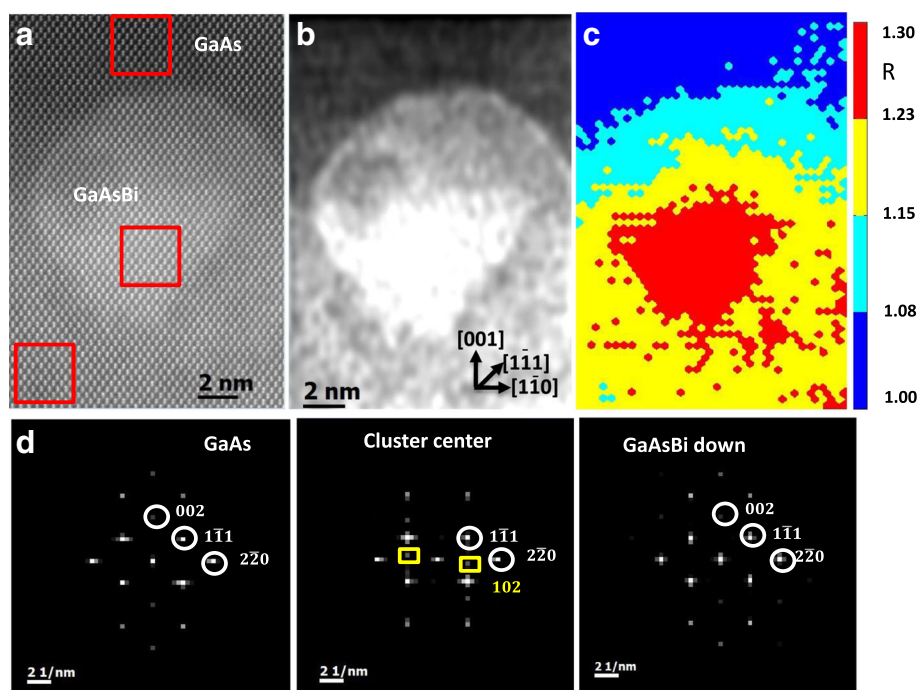 a
GaAs
GaAsBi
2 nm
b
[001]
[11̄1]
[11̄0]
2 nm
c
1.30
R
1.23
1.15
1.08
1.00
d
GaAs
002
11̄1
22̄0
2 1/nm
Cluster center
11̄1
22̄0
102
2 1/nm
GaAsBi down
002
11̄1
22̄0
2 1/nm